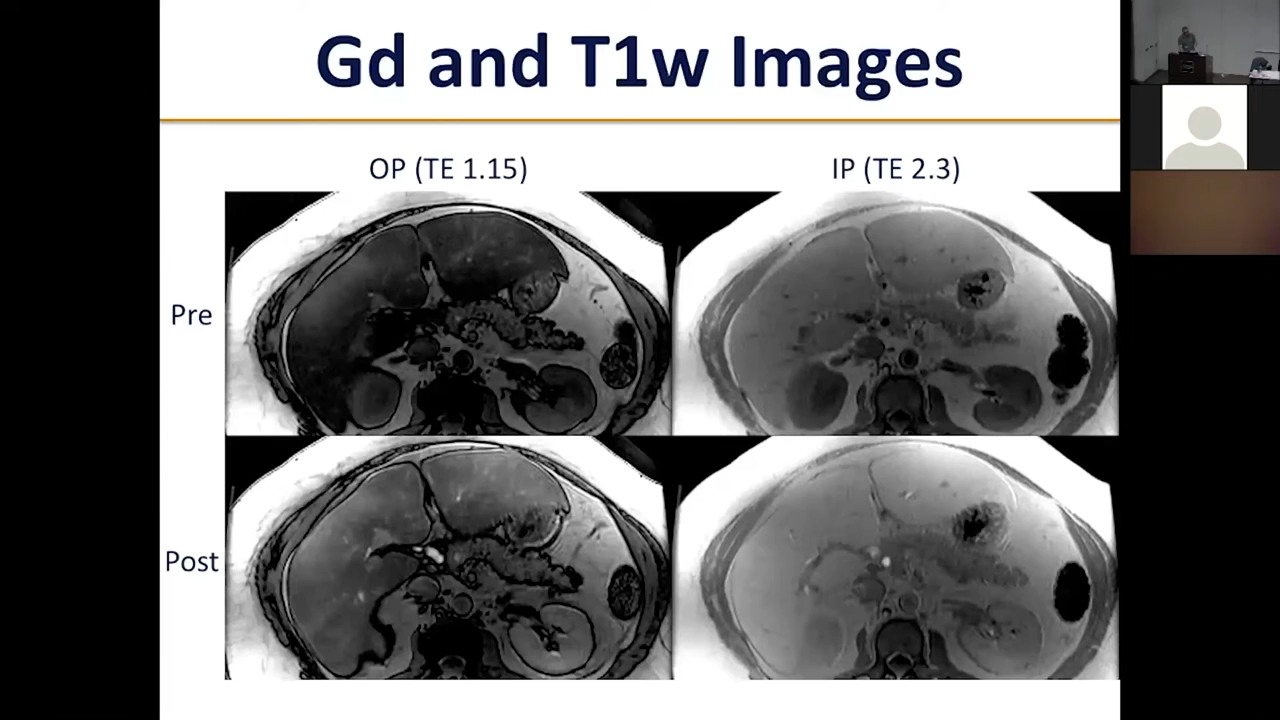 Gd and T1w Images
OP (TE 1.15)
IP (TE 2.3)
Pre
Post